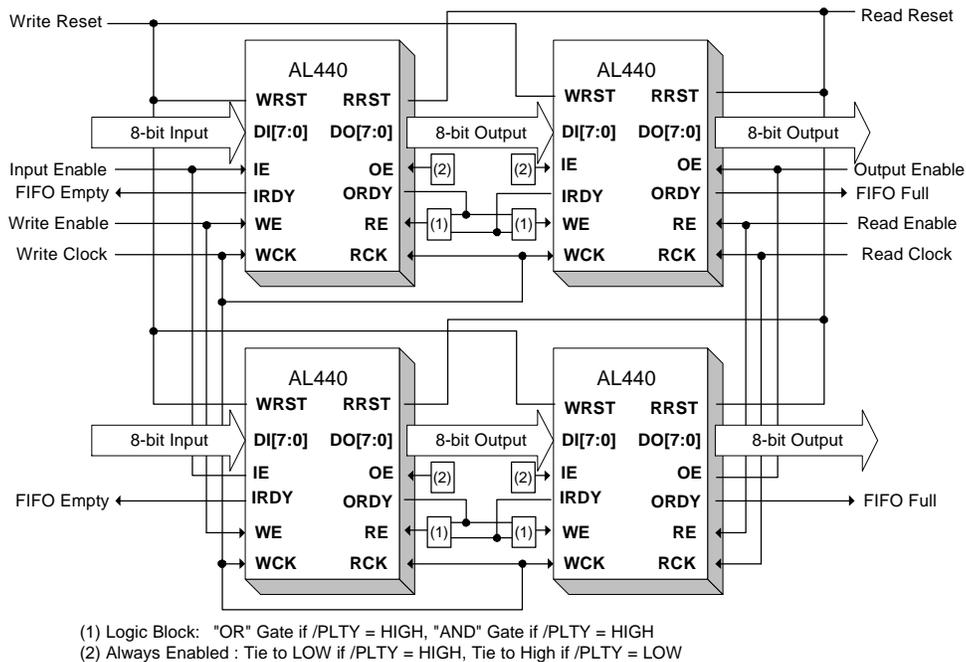 Write Reset
Read Reset
AL440
AL440
WRST RRST
WRST RRST
8-bit Input
DI[7:0] DO[7:0]
8-bit Output
DI[7:0] DO[7:0]
8-bit Output
Input Enable
IE OE
(2)
(2)
IE OE
Output Enable
FIFO Empty
IRDY ORDY
IRDY ORDY
FIFO Full
Write Enable
WE RE
(1)
(1)
WE RE
Read Enable
Write Clock
WCK RCK
WCK RCK
Read Clock
AL440
AL440
WRST RRST
WRST RRST
8-bit Input
DI[7:0] DO[7:0]
8-bit Output
DI[7:0] DO[7:0]
8-bit Output
IE OE
(2)
(2)
IE OE
FIFO Empty
IRDY ORDY
IRDY ORDY
FIFO Full
WE RE
(1)
(1)
WE RE
WCK RCK
WCK RCK
(1) Logic Block: "OR" Gate if /PLTY = HIGH, "AND" Gate if /PLTY = HIGH
(2) Always Enabled : Tie to LOW if /PLTY = HIGH, Tie to High if /PLTY = LOW